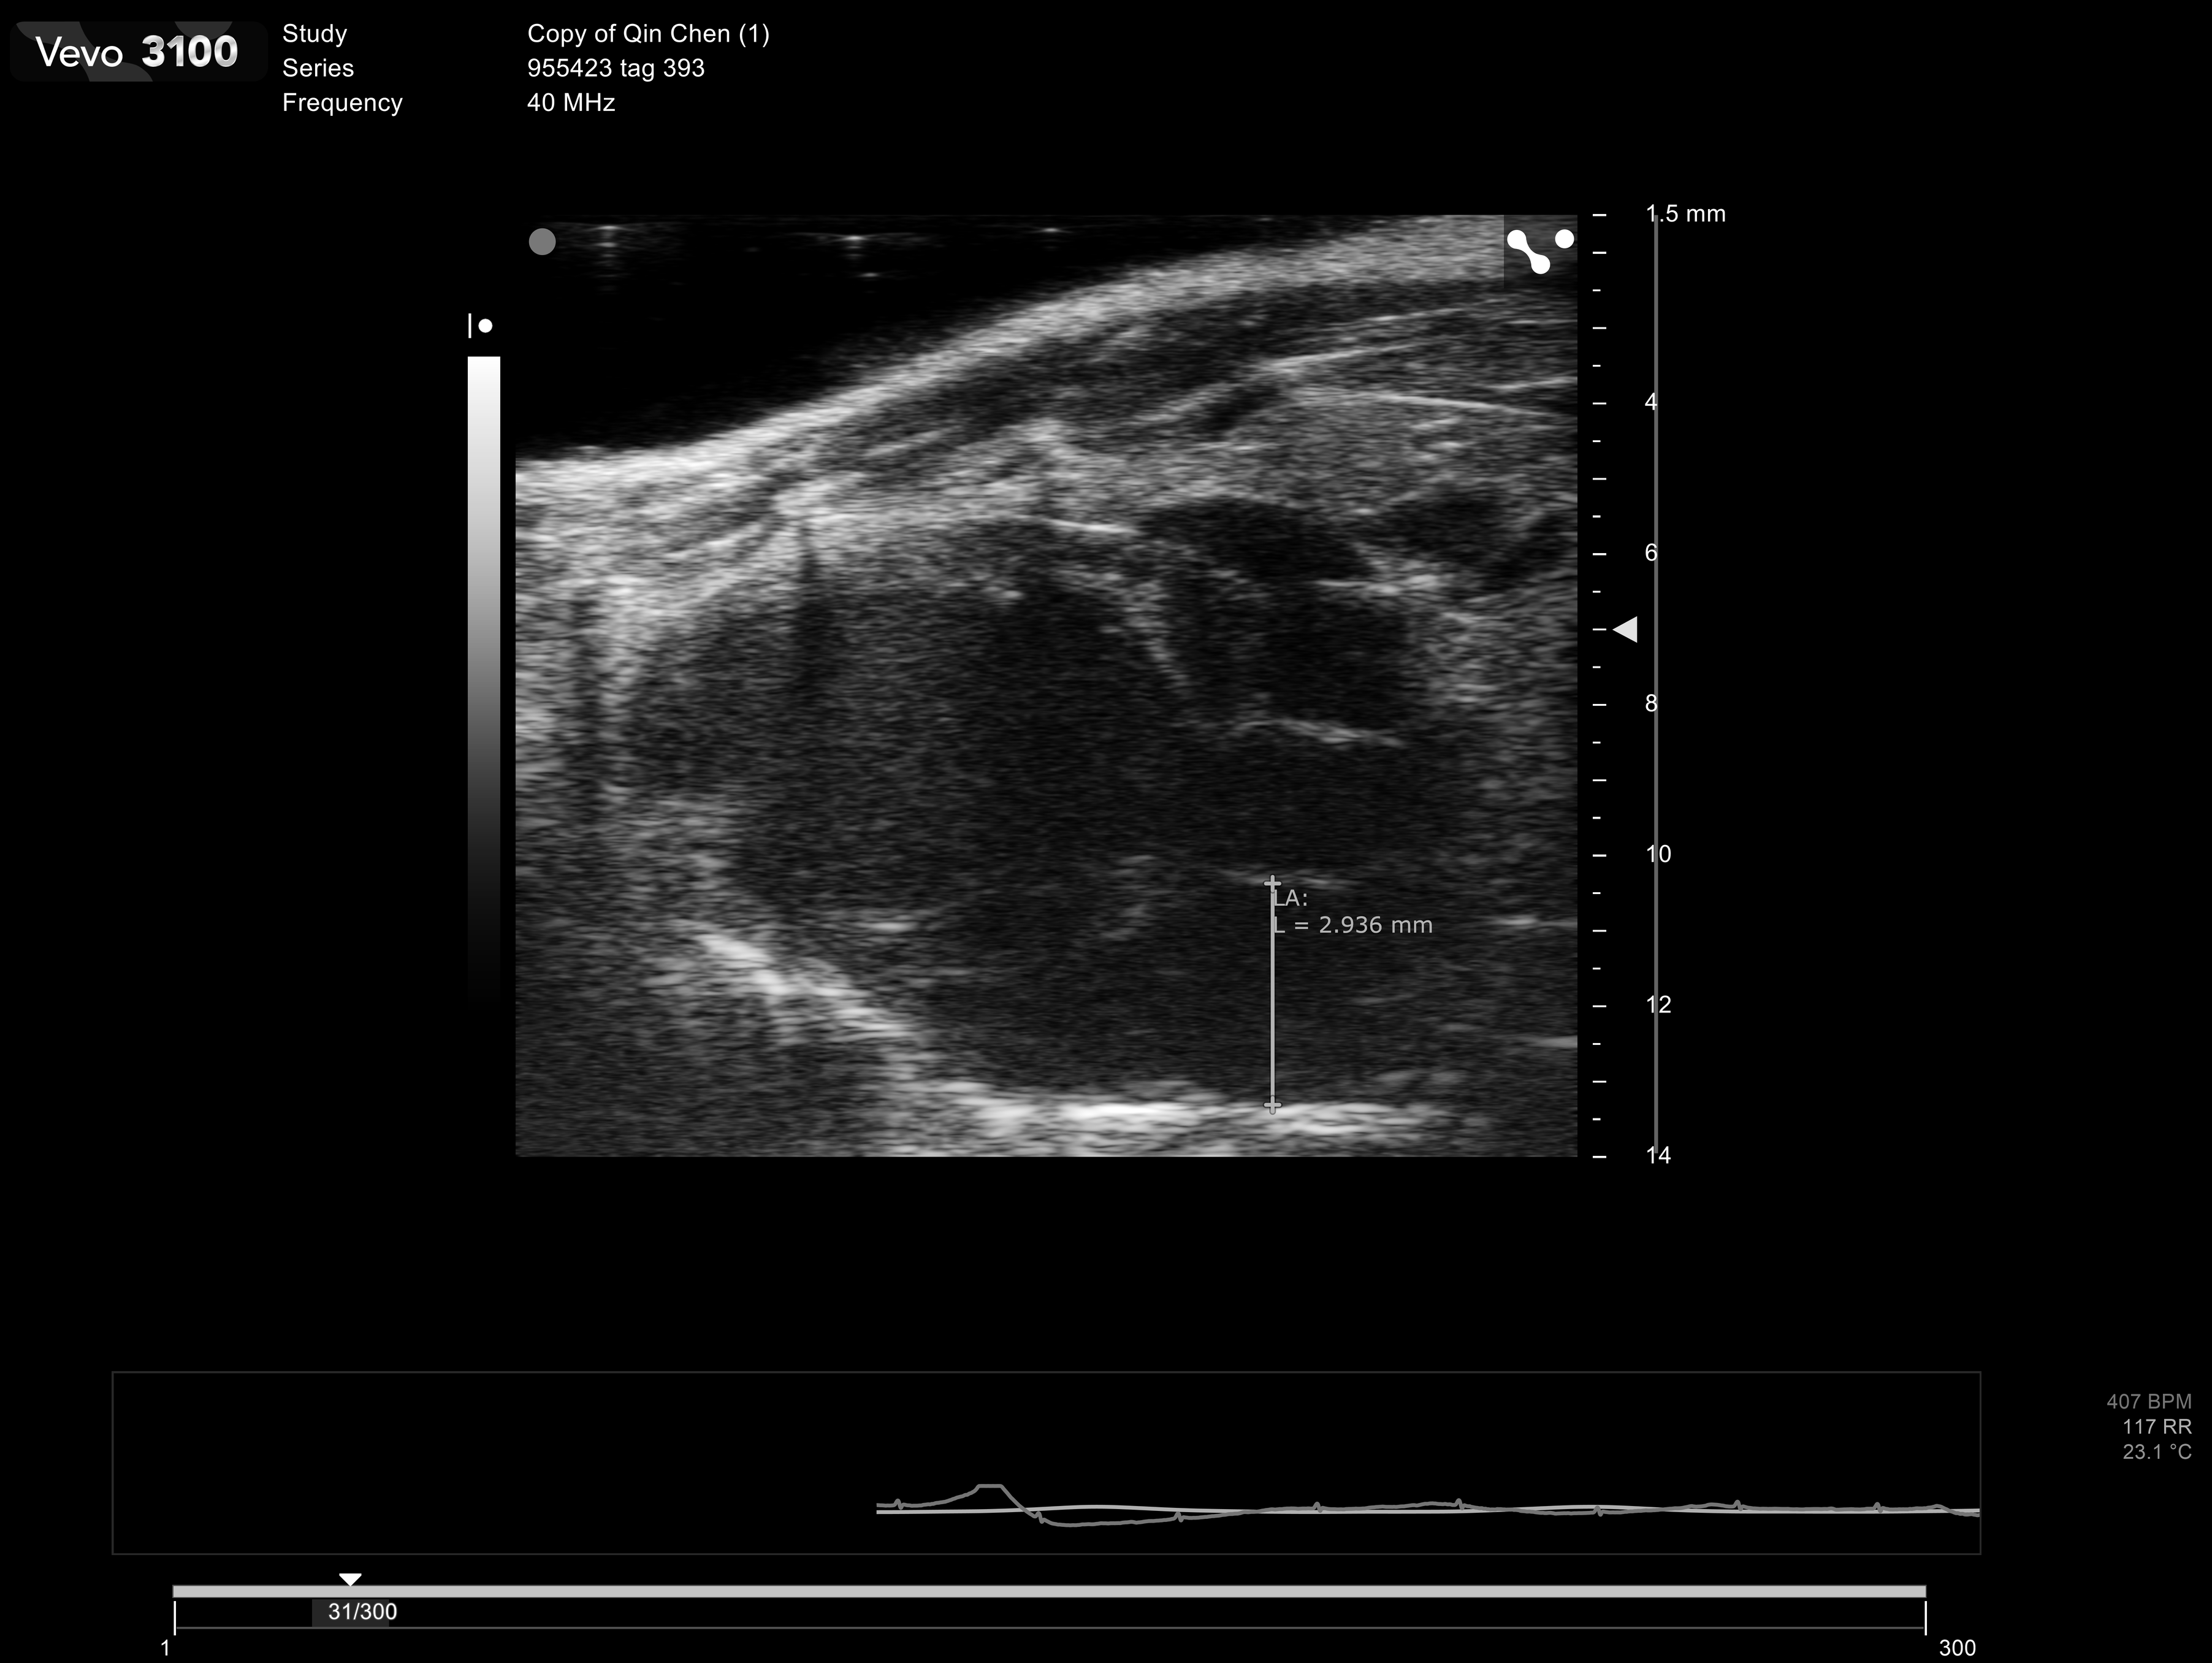 Vevo 3100
Study Copy of Qin Chen (1)
Series 955423 tag 393
Frequency 40 MHz
1.5 mm
4
6
8
10
LA:
L = 2.936 mm
12
14
407 BPM
117 RR
23.1 °C
31/300
1
300